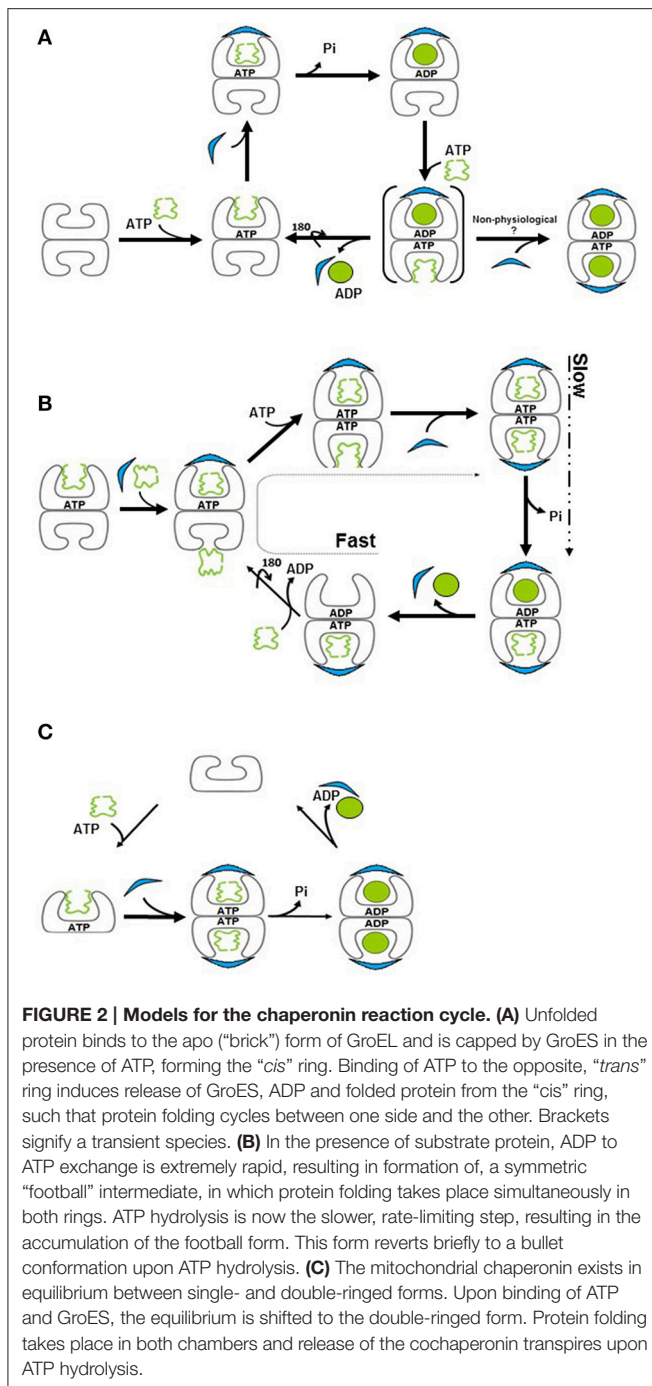 A
Pi
ATP
ADP
ATP
ATP
ATP
180
ADP
ADP
ATP
Non-physiological
?
ADP
ATP
B
ATP
ATP
ATP
ATP
ATP
Slow
ATP
ATP
Pi
Fast
180
ADP
ADP
ATP
ADP
ATP
C
ATP
ADP
ATP
ATP
ATP
Pi
ADP
ADP
FIGURE 2 | Models for the chaperonin reaction cycle. (A) Unfolded
protein binds to the apo (“brick”) form of GroEL and is capped by GroES in the
presence of ATP, forming the “cis” ring. Binding of ATP to the opposite, “trans”
ring induces release of GroES, ADP and folded protein from the “cis” ring,
such that protein folding cycles between one side and the other. Brackets
signify a transient species. (B) In the presence of substrate protein, ADP to
ATP exchange is extremely rapid, resulting in formation of, a symmetric
“football” intermediate, in which protein folding takes place simultaneously in
both rings. ATP hydrolysis is now the slower, rate-limiting step, resulting in the
accumulation of the football form. This form reverts briefly to a bullet
conformation upon ATP hydrolysis. (C) The mitochondrial chaperonin exists in
equilibrium between single- and double-ringed forms. Upon binding of ATP
and GroES, the equilibrium is shifted to the double-ringed form. Protein folding
takes place in both chambers and release of the cochaperonin transpires upon
ATP hydrolysis.